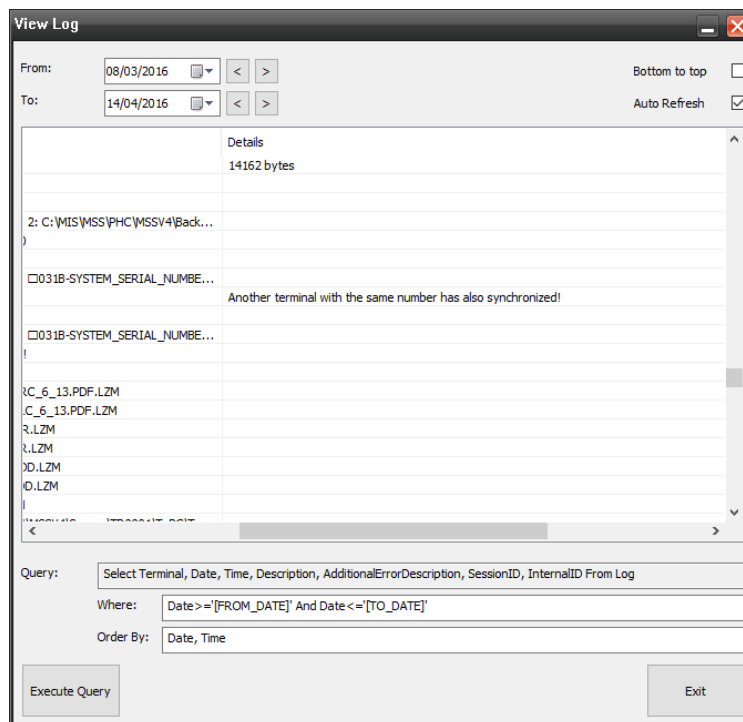 View Log
From: 08/03/2016 < > Bottom to top
To: 14/04/2016 < > Auto Refresh
Details
14162 bytes
2: C:\MIS\MSS\PHC\MSSV4\Back...
031B-SYSTEM_SERIAL_NUMBE...
Another terminal with the same number has also synchronized!
031B-SYSTEM_SERIAL_NUMBE...
!
RC_6_13.PDF.LZM
LC_6_13.PDF.LZM
R.LZM
R.LZM
OD.LZM
OD.LZM
Query: Select Terminal, Date, Time, Description, AdditionalErrorDescription, SessionID, InternalID From Log
Where: Date>='[FROM_DATE]' And Date<='[TO_DATE]'
Order By: Date, Time
Execute Query Exit